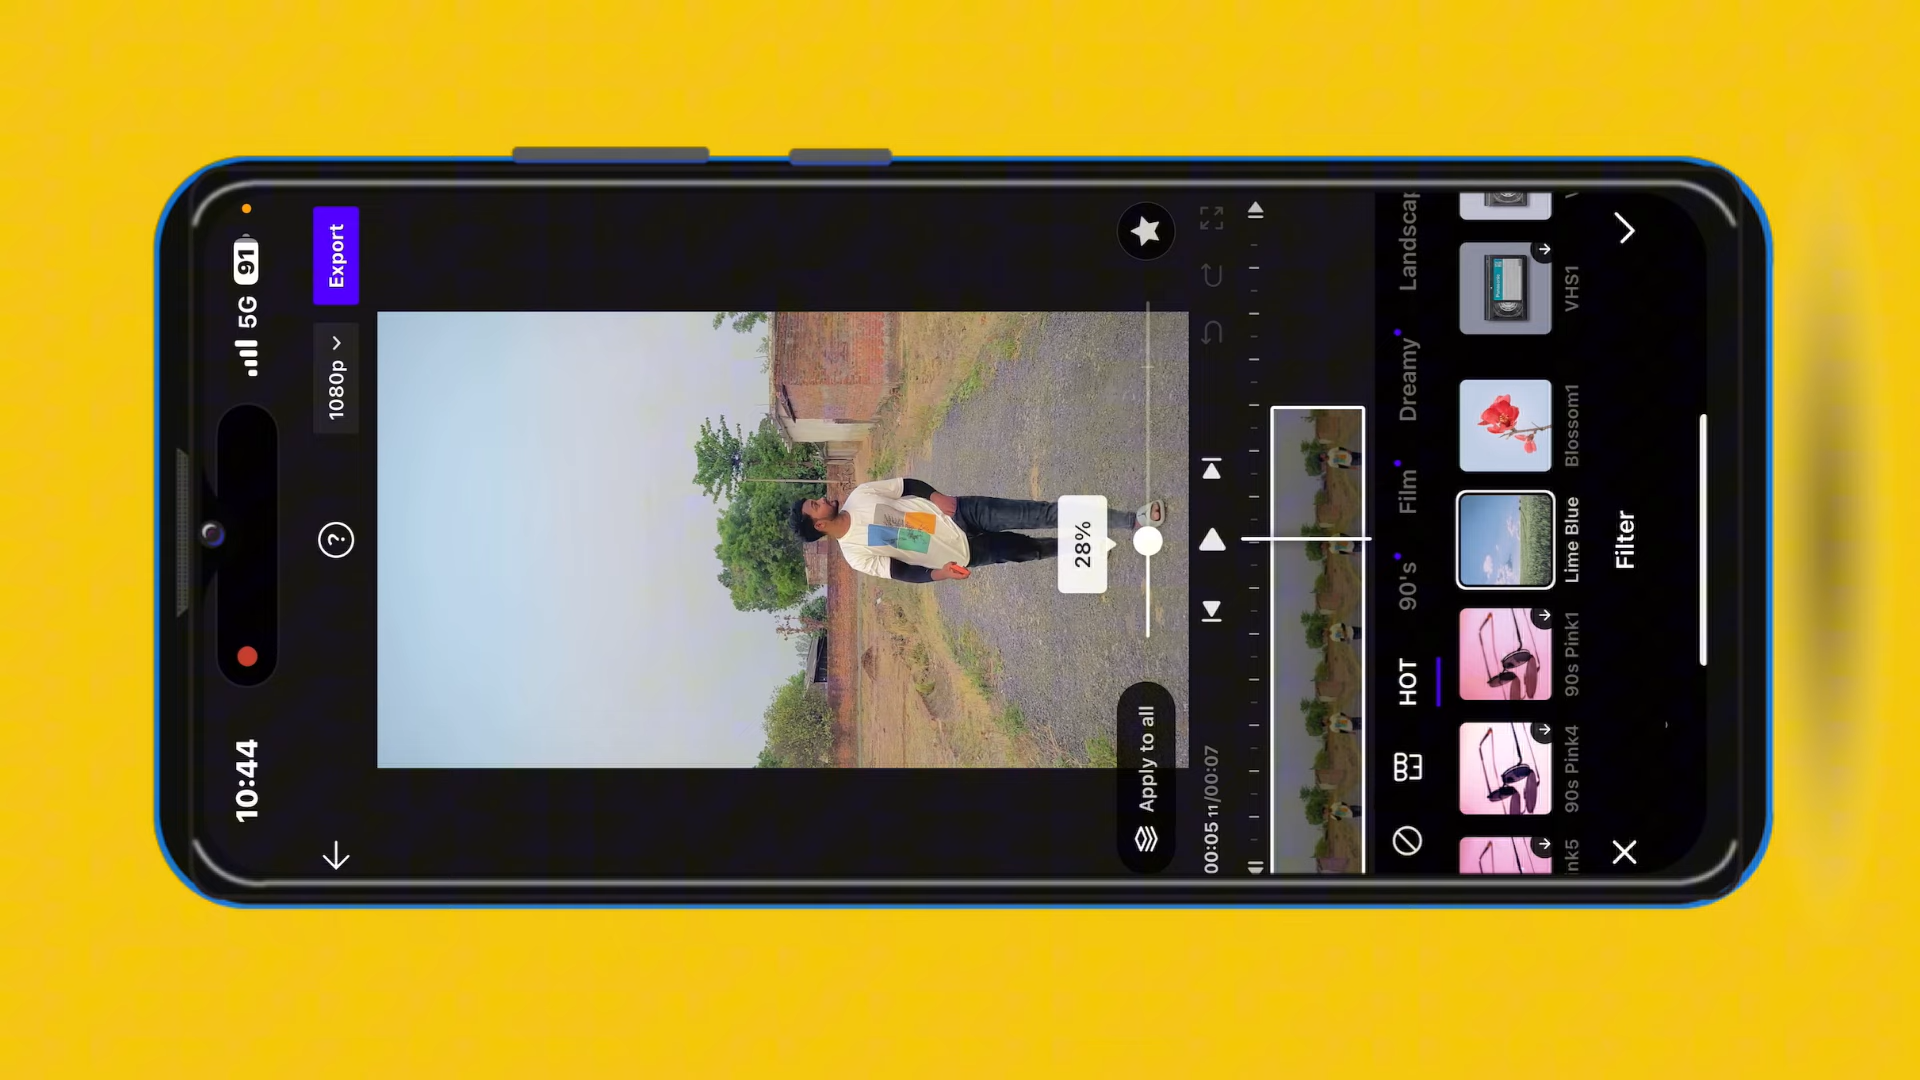 10:44
5G 91
1080p
Export
28%
Apply to all
00:05 11/00:07
HOT
90's
Film
Dreamy
Landscap
nk5
90s Pink4
90s Pink1
Lime Blue
Blossom1
VHS1
Filter